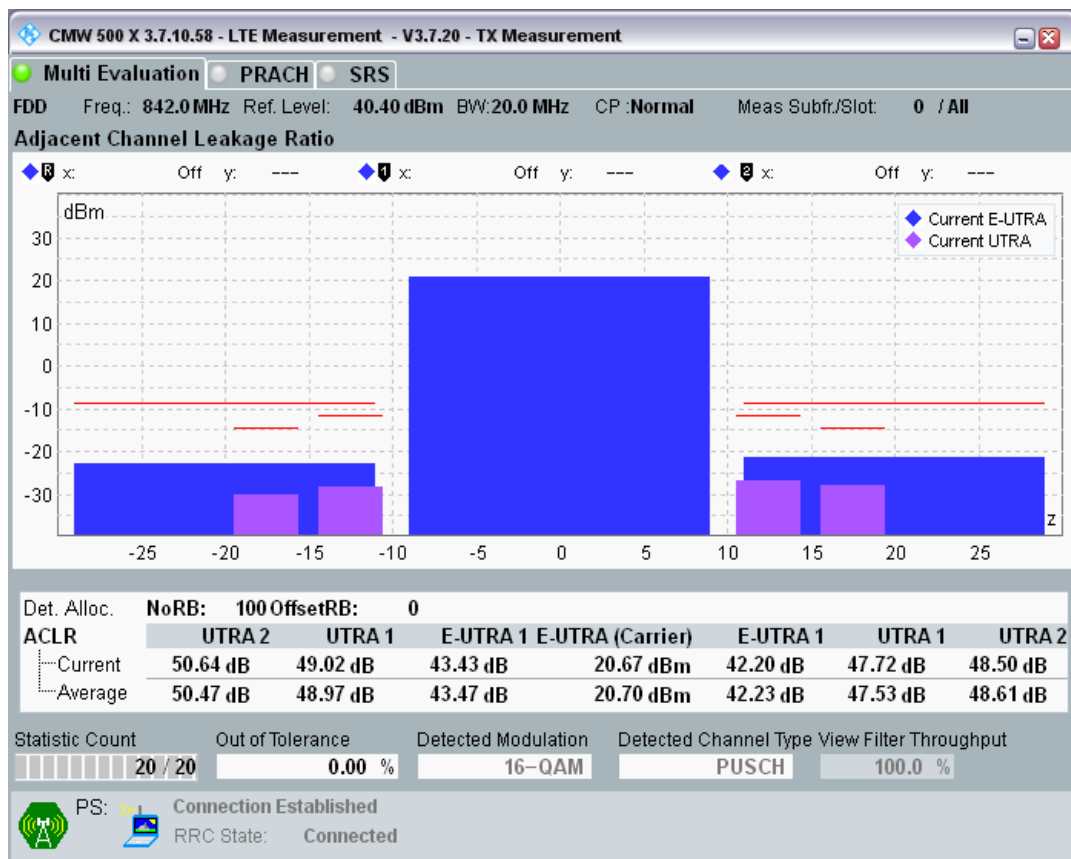 CMW 500 X 3.7.10.58 - LTE Measurement - V3.7.20 - TX Measurement
Multi Evaluation PRACH SRS
FDD Freq.: 842.0 MHz Ref. Level: 40.40 dBm BW:20.0 MHz CP :Normal Meas Subfr./Slot: 0 / All
Adjacent Channel Leakage Ratio
R x: Off y: --- 1 x: Off y: --- 2 x: Off y: ---
dBm
Current E-UTRA
Current UTRA
30
20
10
0
-10
-20
-30
z
-25 -20 -15 -10 -5 0 5 10 15 20 25
Det. Alloc. NoRB: 100 OffsetRB: 0
ACLR UTRA 2 UTRA 1 E-UTRA 1 E-UTRA (Carrier) E-UTRA 1 UTRA 1 UTRA 2
Current 50.64 dB 49.02 dB 43.43 dB 20.67 dBm 42.20 dB 47.72 dB 48.50 dB
Average 50.47 dB 48.97 dB 43.47 dB 20.70 dBm 42.23 dB 47.53 dB 48.61 dB
Statistic Count Out of Tolerance Detected Modulation Detected Channel Type View Filter Throughput
20 / 20 0.00 % 16-QAM PUSCH 100.0 %
PS: Connection Established
RRC State: Connected